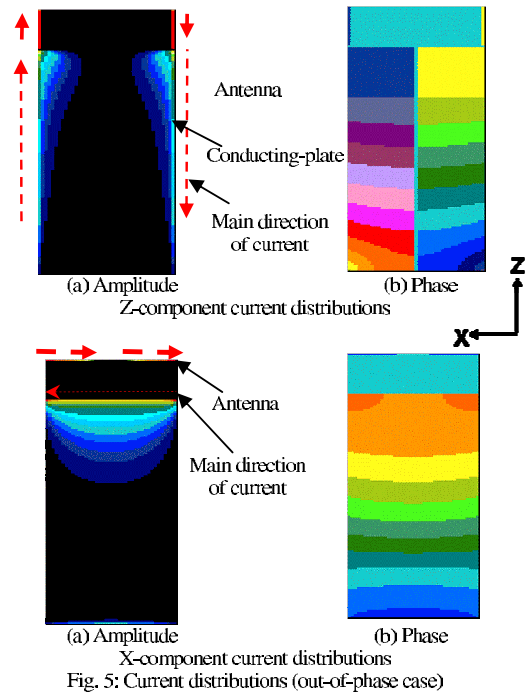 Antenna
Conducting-plate
Main direction
of current
(a) Amplitude
(b) Phase
Z-component current distributions
Z
X
Antenna
Main direction
of current
(a) Amplitude
(b) Phase
X-component current distributions
Fig. 5: Current distributions (out-of-phase case)